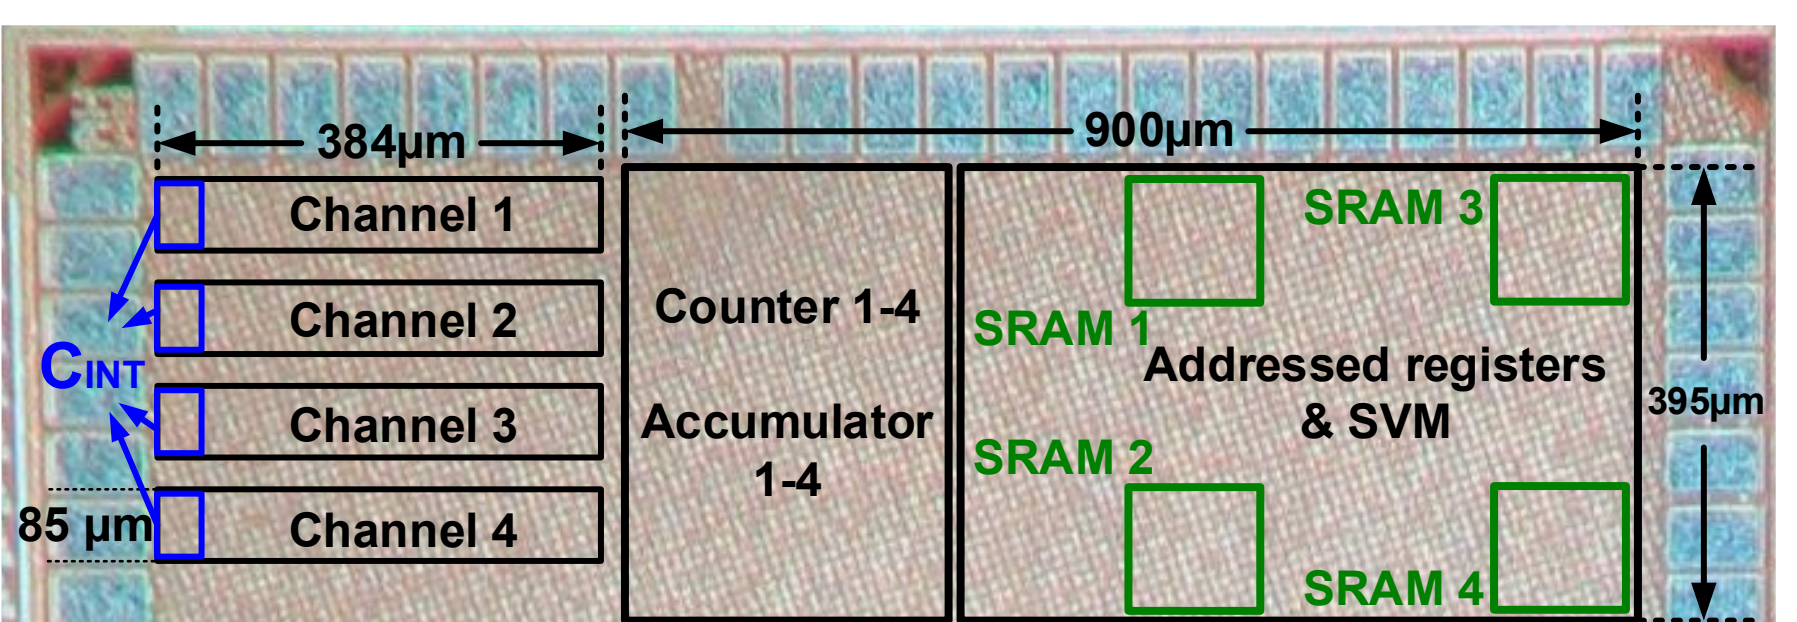 384µm
900µm
Channel 1
SRAM 3
Channel 2
Counter 1-4
SRAM 1
CINT
Addressed registers
& SVM
395µm
Channel 3
Accumulator
1-4
SRAM 2
85 µm
Channel 4
SRAM 4